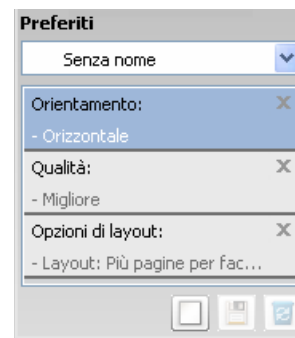 Preferiti
Senza nome
Orientamento:
- Orizzontale
Qualità:
- Migliore
Opzioni di layout:
- Layout: Più pagine per fac...